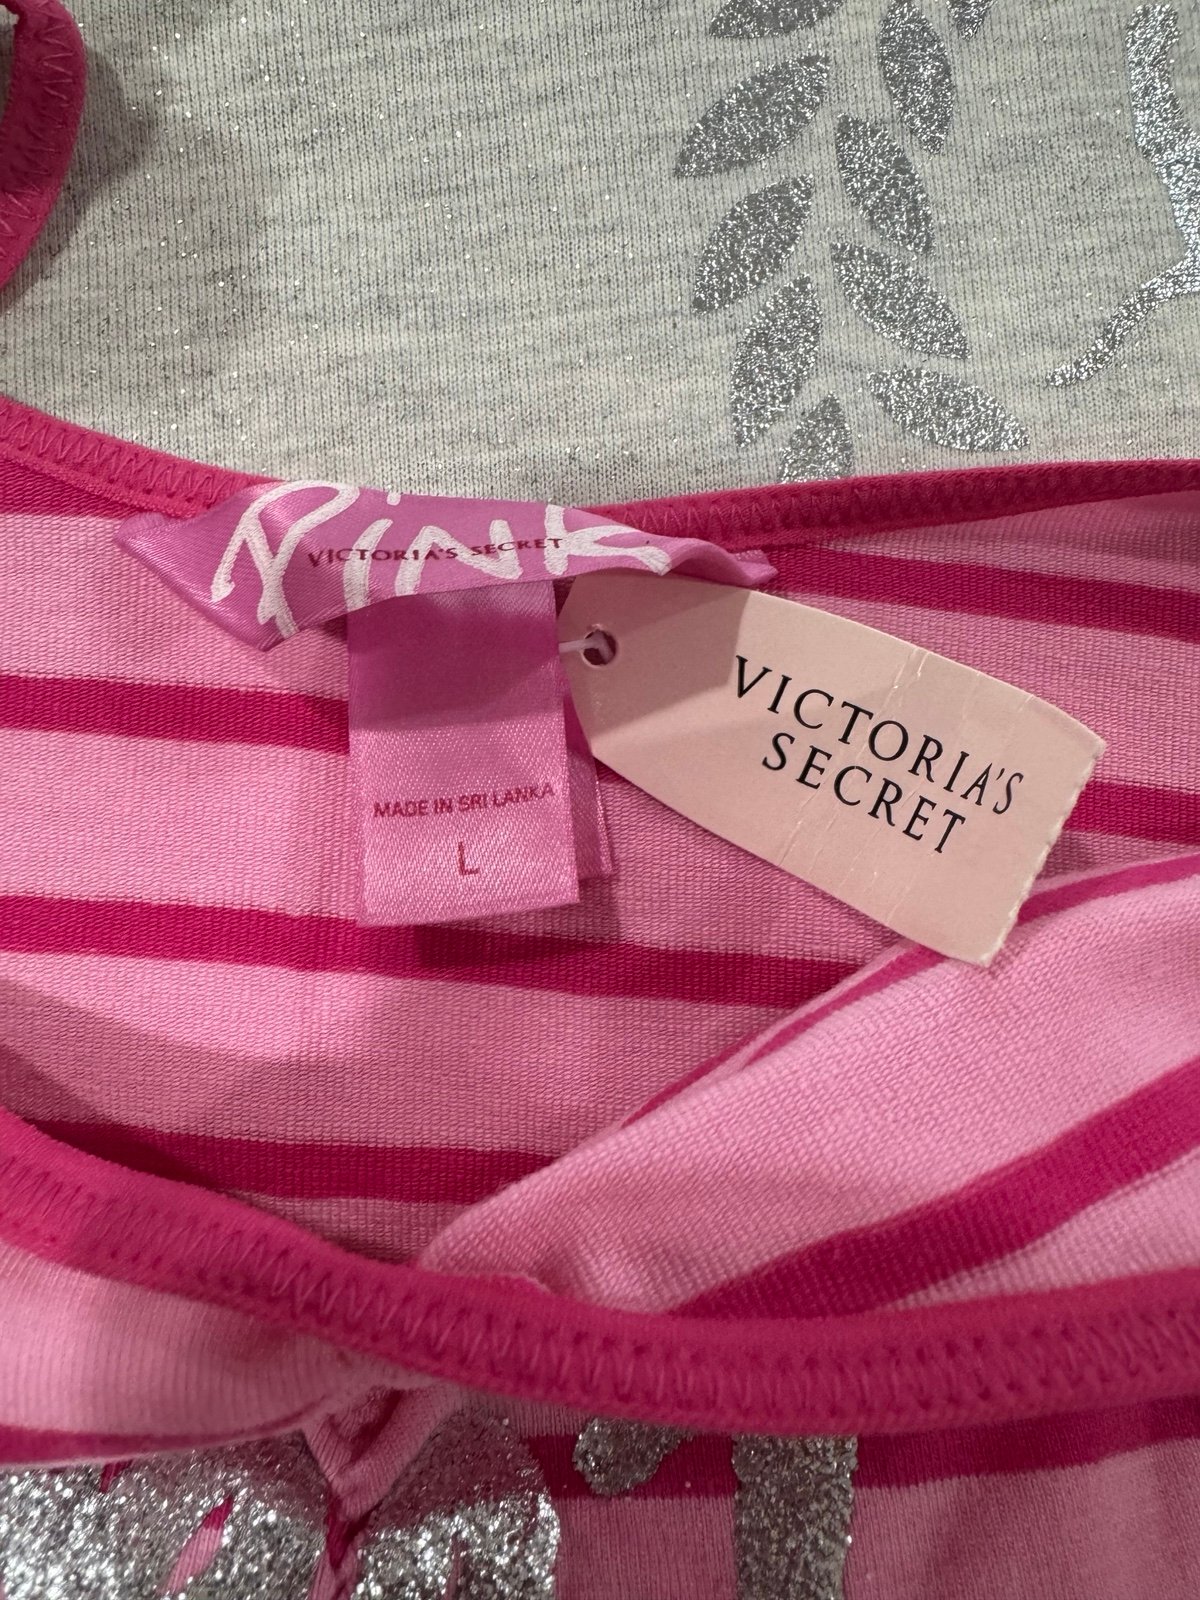 PINK
VICTORIA'S SECRET
MADE IN SRI LANKA
L
VICTORIA'S
SECRET